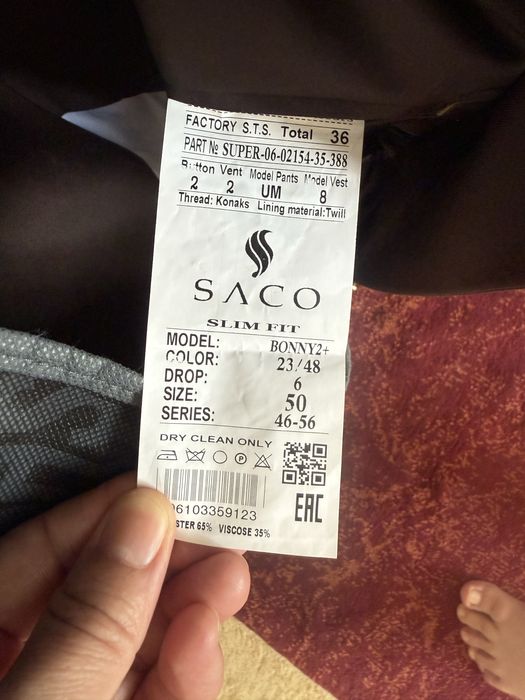 FACTORY S.T.S. Total 36
PART № SUPER-06-02154-35-388
Button Vent Model Pants Model Vest
2 2 UM 8
Thread: Konaks Lining material:Twill
SACO
SLIM FIT
MODEL: BONNY2+
COLOR: 23/48
DROP: 6
SIZE: 50
SERIES: 46-56
DRY CLEAN ONLY
P
EAC
06103359123
STER 65% VISCOSE 35%